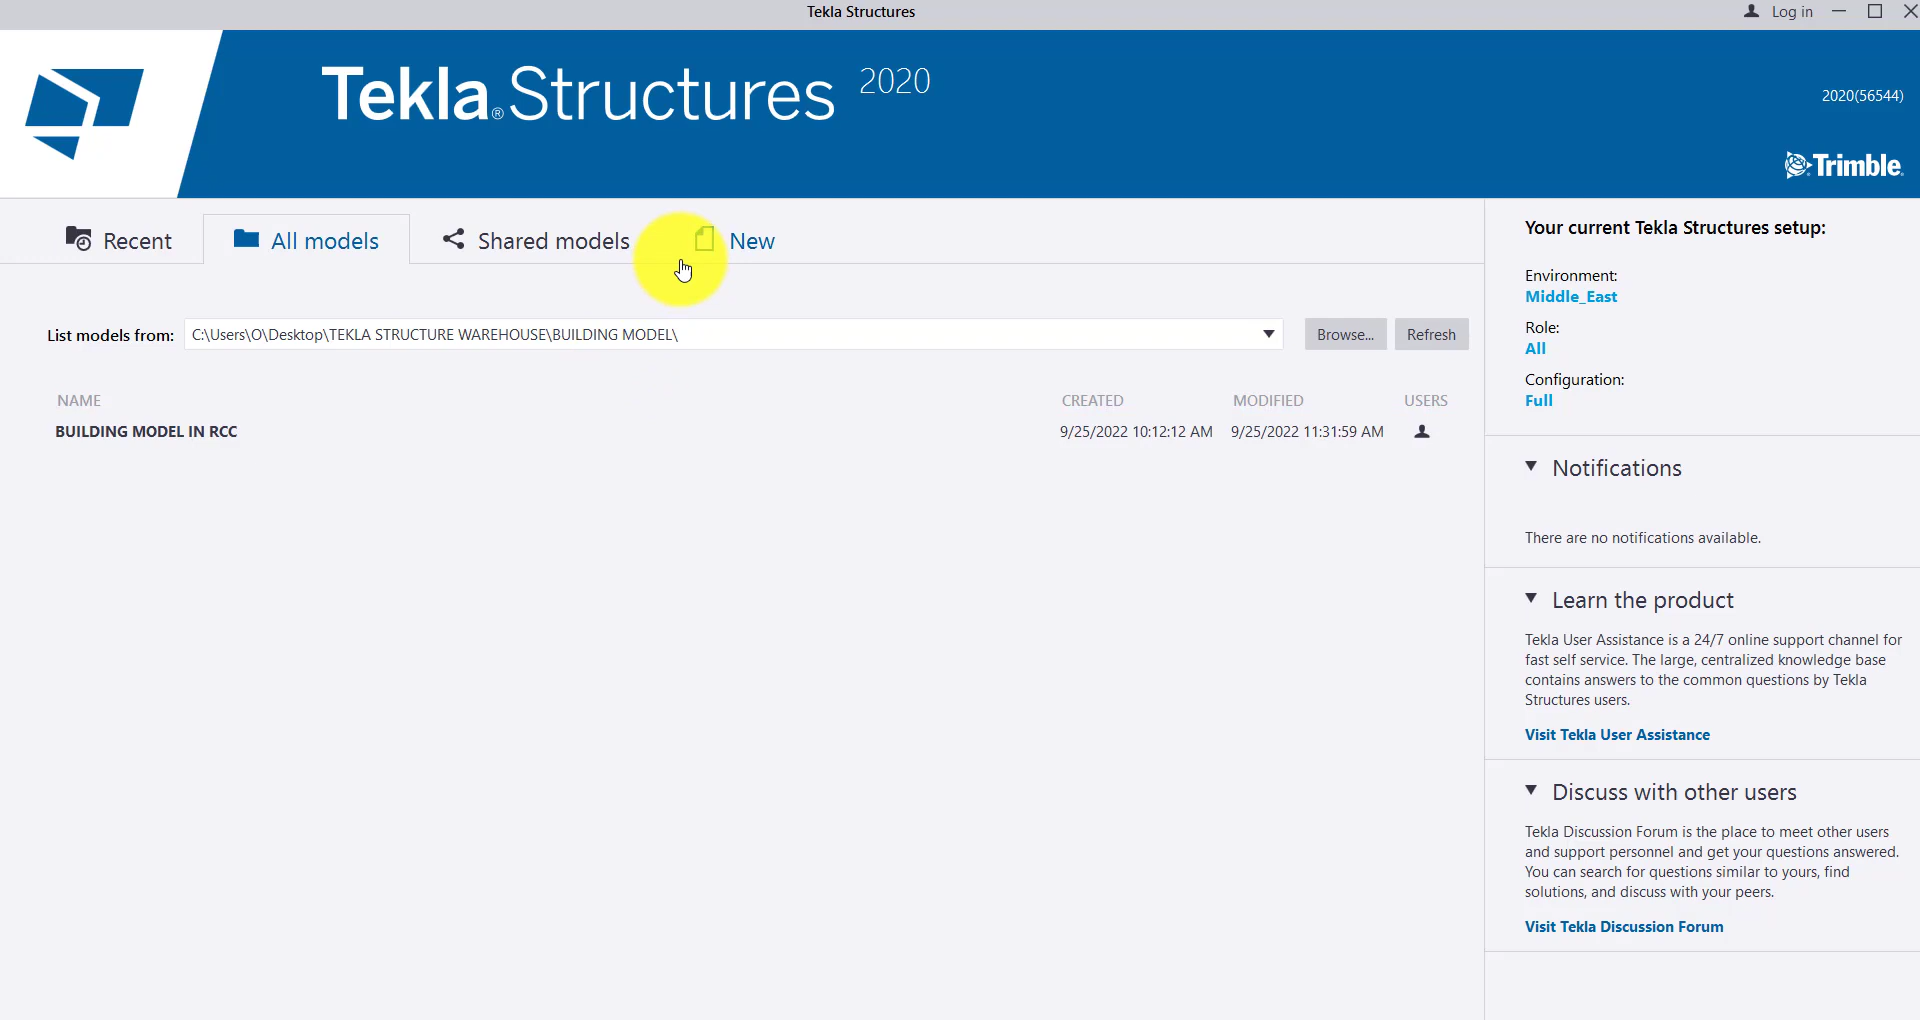 Tekla Structures
Log in
Tekla® Structures 2020
2020(56544)
Trimble
Recent
All models
Shared models
New
List models from:
C:\Users\O\Desktop\TEKLA STRUCTURE WAREHOUSE\BUILDING MODEL\
Browse...
Refresh
NAME CREATED MODIFIED USERS
BUILDING MODEL IN RCC 9/25/2022 10:12:12 AM 9/25/2022 11:31:59 AM
Your current Tekla Structures setup:
Environment:
Middle_East
Role:
All
Configuration:
Full
Notifications
There are no notifications available.
Learn the product
Tekla User Assistance is a 24/7 online support channel for
fast self service. The large, centralized knowledge base
contains answers to the common questions by Tekla
Structures users.
Visit Tekla User Assistance
Discuss with other users
Tekla Discussion Forum is the place to meet other users
and support personnel and get your questions answered.
You can search for questions similar to yours, find
solutions, and discuss with your peers.
Visit Tekla Discussion Forum